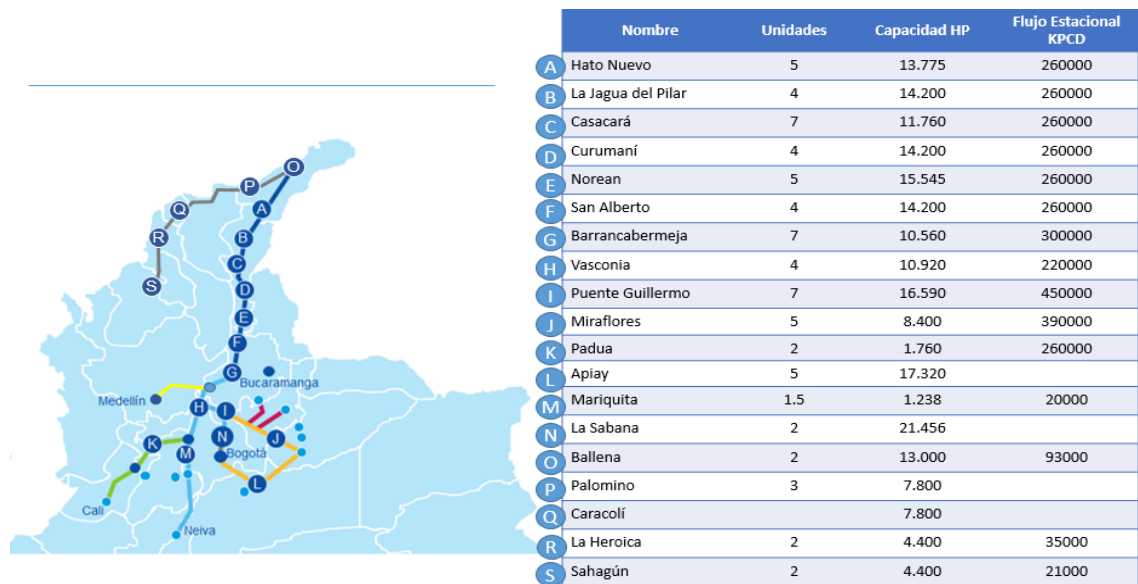 O
P
Q
A
R
B
C
S
D
E
F
G
Bucaramanga
Medellín
H
I
K
N
J
M
Bogotá
L
Cali
Neiva
Nombre Unidades Capacidad HP Flujo Estacional KPCD
A Hato Nuevo 5 13.775 260000
B La Jagua del Pilar 4 14.200 260000
C Casacará 7 11.760 260000
D Curumaní 4 14.200 260000
E Norean 5 15.545 260000
F San Alberto 4 14.200 260000
G Barrancabermeja 7 10.560 300000
H Vasconia 4 10.920 220000
I Puente Guillermo 7 16.590 450000
J Miraflores 5 8.400 390000
K Padua 2 1.760 260000
L Apiay 5 17.320
M Mariquita 1.5 1.238 20000
N La Sabana 2 21.456
O Ballena 2 13.000 93000
P Palomino 3 7.800
Q Caracolí 7.800
R La Heroica 2 4.400 35000
S Sahagún 2 4.400 21000